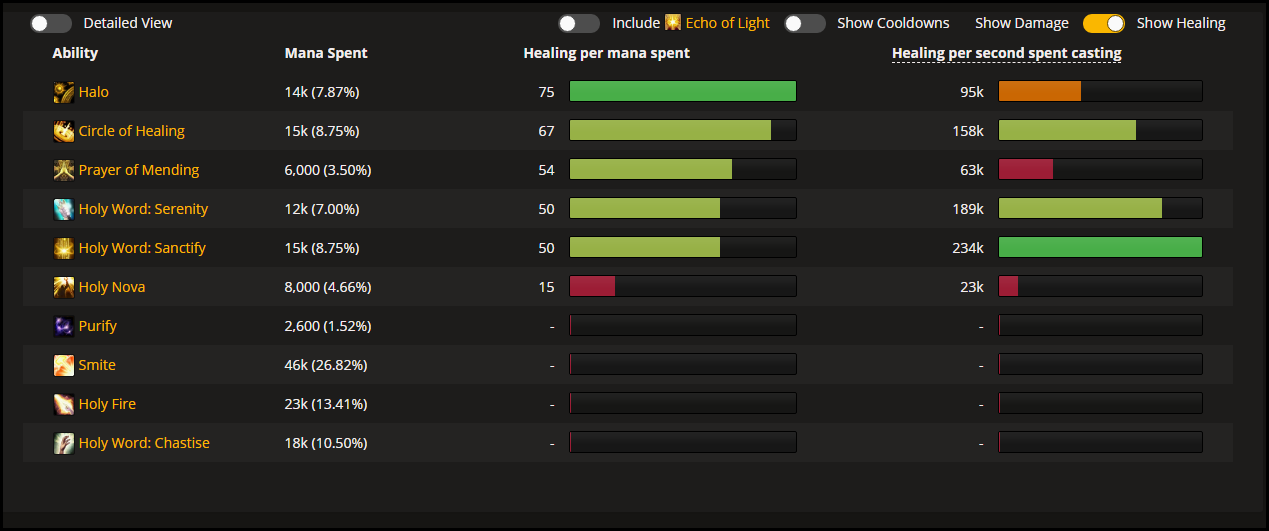 Detailed View Include Echo of Light Show Cooldowns Show Damage Show Healing
Ability Mana Spent Healing per mana spent Healing per second spent casting
Halo 14k (7.87%) 75 95k
Circle of Healing 15k (8.75%) 67 158k
Prayer of Mending 6,000 (3.50%) 54 63k
Holy Word: Serenity 12k (7.00%) 50 189k
Holy Word: Sanctify 15k (8.75%) 50 234k
Holy Nova 8,000 (4.66%) 15 23k
Purify 2,600 (1.52%) - -
Smite 46k (26.82%) - -
Holy Fire 23k (13.41%) - -
Holy Word: Chastise 18k (10.50%) - -